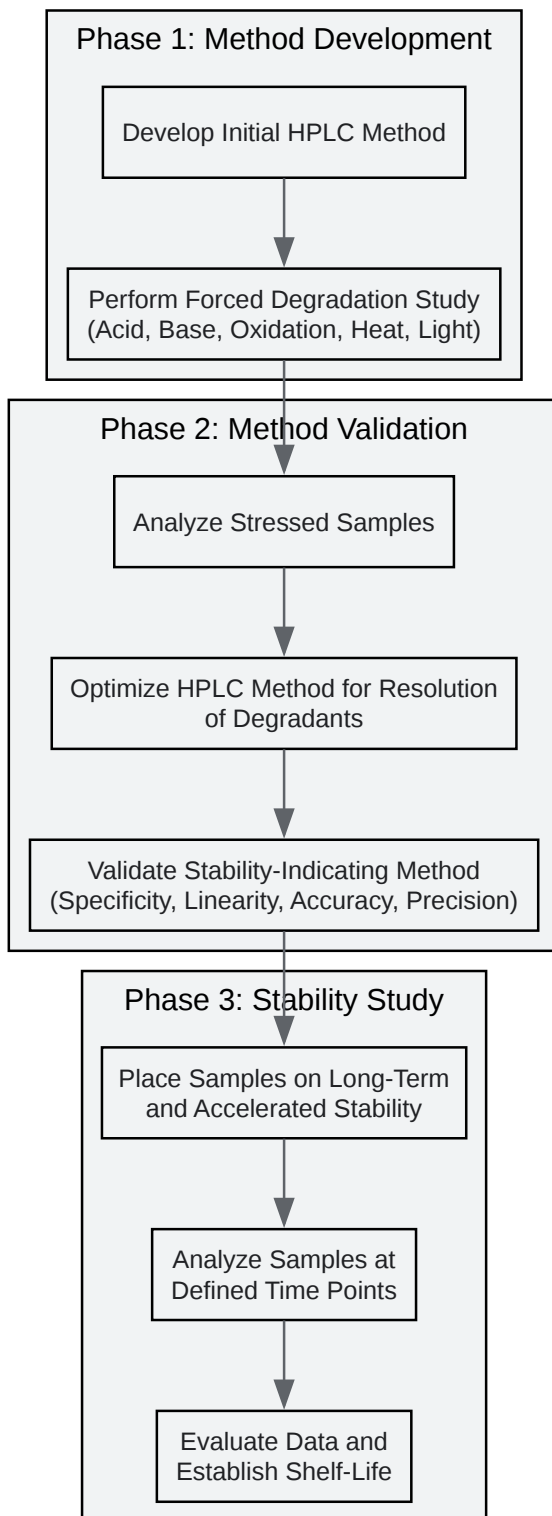 Phase 1: Method Development
Develop Initial HPLC Method
Perform Forced Degradation Study
(Acid, Base, Oxidation, Heat, Light)
Phase 2: Method Validation
Analyze Stressed Samples
Optimize HPLC Method for Resolution
of Degradants
Validate Stability-Indicating Method
(Specificity, Linearity, Accuracy, Precision)
Phase 3: Stability Study
Place Samples on Long-Term
and Accelerated Stability
Analyze Samples at
Defined Time Points
Evaluate Data and
Establish Shelf-Life